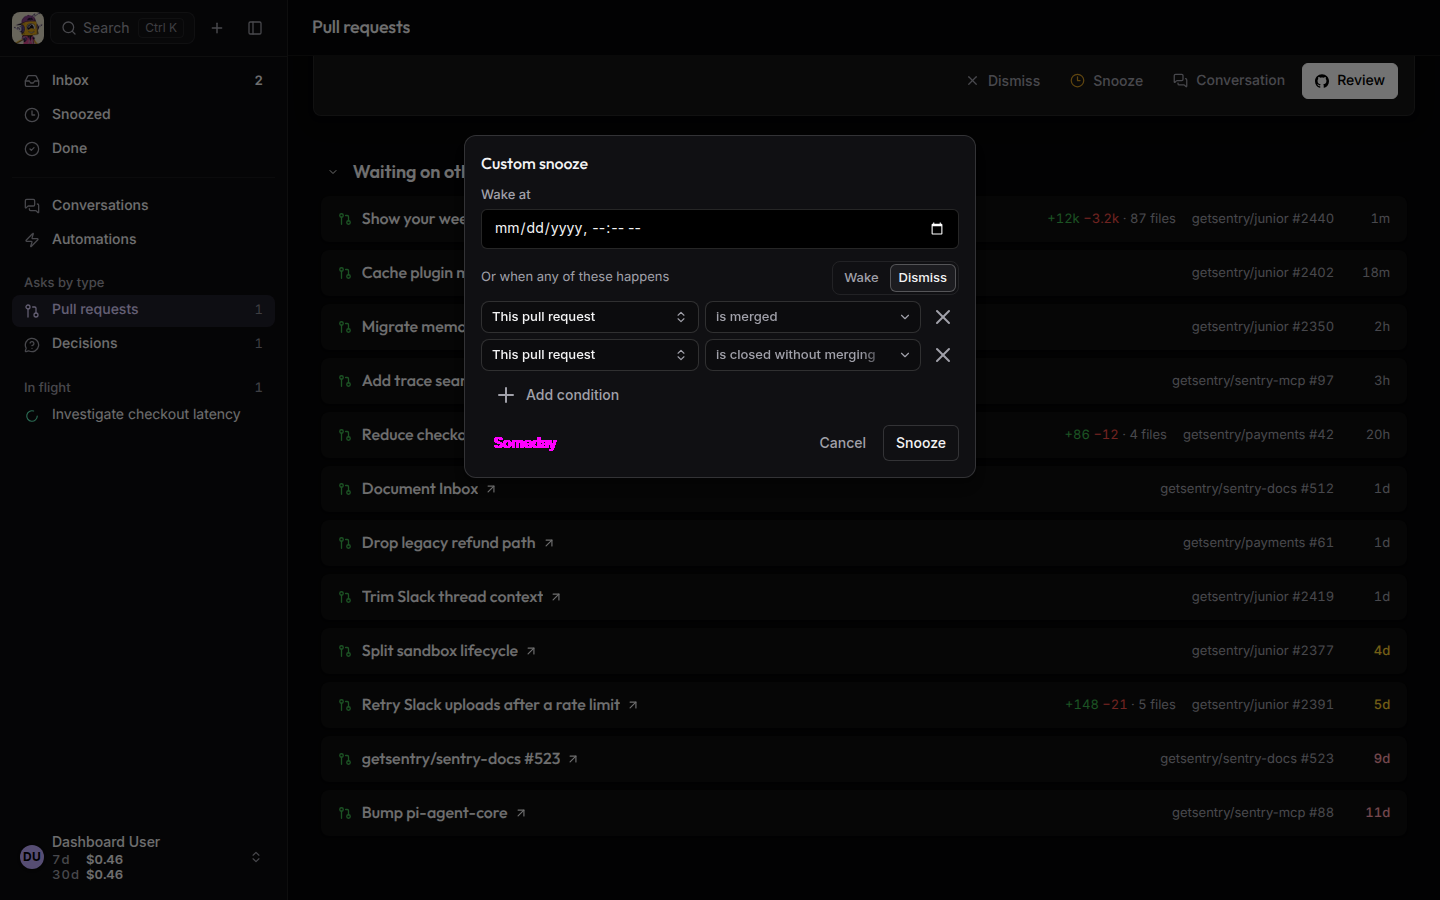 Search Ctrl K
Pull requests
Inbox 2
Snoozed
Done
Conversations
Automations
Asks by type
Pull requests 1
Decisions 1
In flight 1
Investigate checkout latency
Dismiss Snooze Conversation Review
Waiting on
Show your +12k −3.2k · 87 files getsentry/junior #2440 1m
Cache plugin getsentry/junior #2402 18m
Migrate getsentry/junior #2350 2h
Add trace getsentry/sentry-mcp #97 3h
Reduce +86 −12 · 4 files getsentry/payments #42 20h
Document Inbox getsentry/sentry-docs #512 1d
Drop legacy refund path getsentry/payments #61 1d
Trim Slack thread context getsentry/junior #2419 1d
Split sandbox lifecycle getsentry/junior #2377 4d
Retry Slack uploads after a rate limit +148 −21 · 5 files getsentry/junior #2391 5d
getsentry/sentry-docs #523 getsentry/sentry-docs #523 9d
Bump pi-agent-core getsentry/sentry-mcp #88 11d
Custom snooze
Wake at
mm/dd/yyyy, --:-- --
Or when any of these happens Wake Dismiss
This pull request is merged
This pull request is closed without merging
Add condition
Someday Cancel Snooze
DU Dashboard User
7d $0.46
30d $0.46